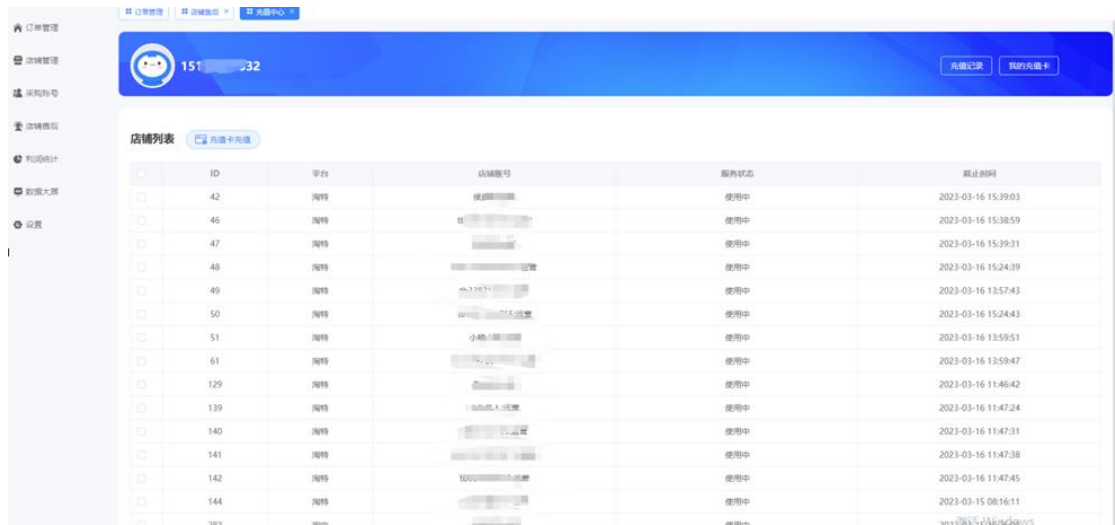 订单管理 店铺售后 × 充值中心 ×
订单管理
店铺管理
采购账号
店铺售后
利润统计
数据大屏
设置
151 32
充值记录 我的充值卡
店铺列表 充值卡充值
ID 平台 店铺账号 服务状态 截止时间
42 淘特 使用中 2023-03-16 15:39:03
46 淘特 使用中 2023-03-16 15:38:59
47 淘特 使用中 2023-03-16 15:39:31
48 淘特 运营 使用中 2023-03-16 15:24:39
49 淘特 使用中 2023-03-16 13:57:43
50 淘特 运营 使用中 2023-03-16 15:24:43
51 淘特 使用中 2023-03-16 13:59:51
61 淘特 使用中 2023-03-16 13:59:47
129 淘特 使用中 2023-03-16 11:46:42
139 淘特 人:运营 使用中 2023-03-16 11:47:24
140 淘特 运营 使用中 2023-03-16 11:47:31
141 淘特 使用中 2023-03-16 11:47:38
142 淘特 使用中 2023-03-16 11:47:45
144 淘特 使用中 2023-03-15 08:16:11